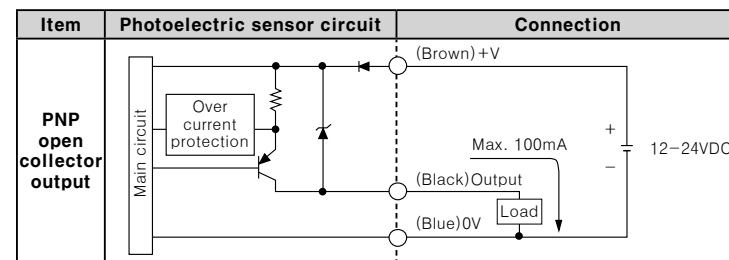 Item
Photoelectric sensor circuit
Connection
PNP
open
collector
output
Main circuit
Over
current
protection
(Brown)+V
Max. 100mA
+
−
12−24VDC
(Black)Output
Load
(Blue)0V